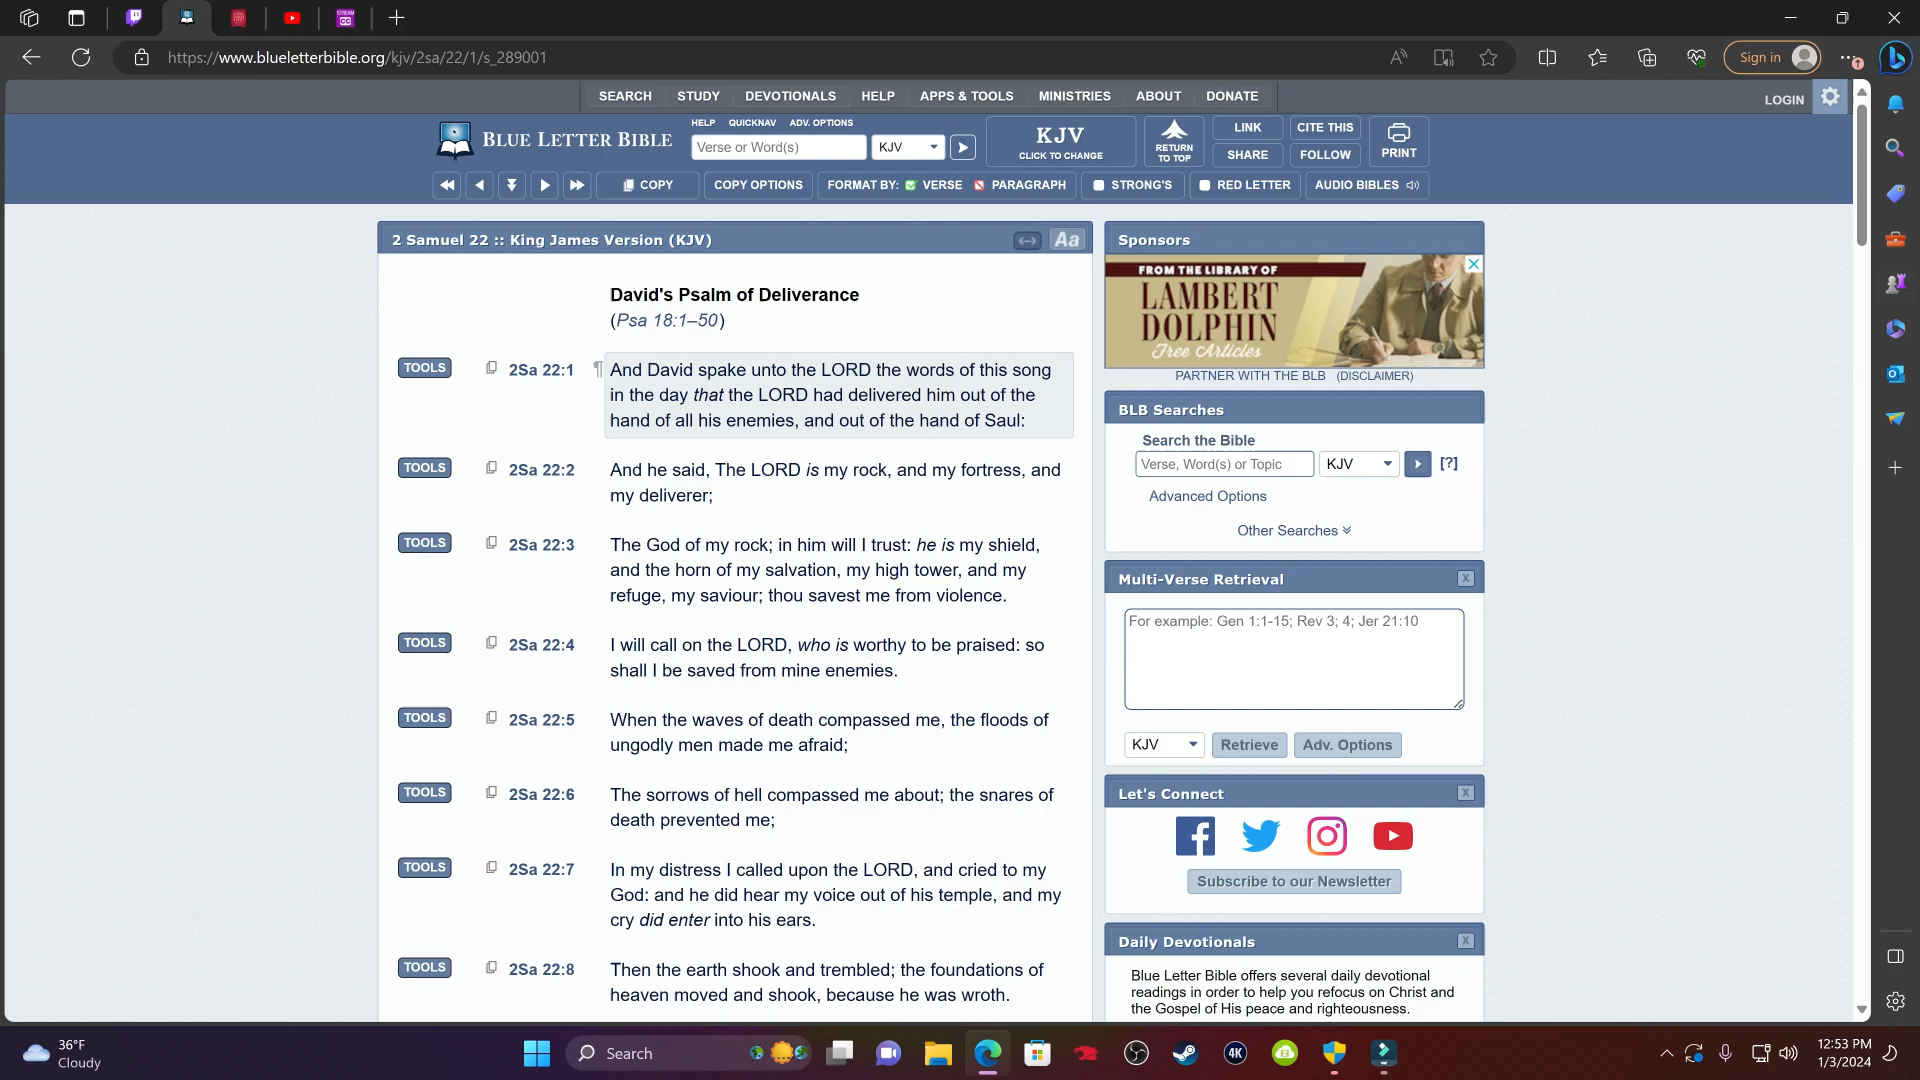 https://www.blueletterbible.org/kjv/2sa/22/1/s_289001
Sign in
SEARCH STUDY DEVOTIONALS HELP APPS & TOOLS MINISTRIES ABOUT DONATE
LOGIN
BLUE LETTER BIBLE
HELP QUICKNAV ADV. OPTIONS
Verse or Word(s) KJV
KJV
CLICK TO CHANGE
RETURN
TO TOP
LINK CITE THIS
SHARE FOLLOW
PRINT
COPY COPY OPTIONS FORMAT BY: VERSE PARAGRAPH STRONG'S RED LETTER AUDIO BIBLES
2 Samuel 22 :: King James Version (KJV)
Aa
David's Psalm of Deliverance
(Psa 18:1–50)
TOOLS 2Sa 22:1 ¶ And David spake unto the LORD the words of this song
in the day that the LORD had delivered him out of the
hand of all his enemies, and out of the hand of Saul:
TOOLS 2Sa 22:2 And he said, The LORD is my rock, and my fortress, and
my deliverer;
TOOLS 2Sa 22:3 The God of my rock; in him will I trust: he is my shield,
and the horn of my salvation, my high tower, and my
refuge, my saviour; thou savest me from violence.
TOOLS 2Sa 22:4 I will call on the LORD, who is worthy to be praised: so
shall I be saved from mine enemies.
TOOLS 2Sa 22:5 When the waves of death compassed me, the floods of
ungodly men made me afraid;
TOOLS 2Sa 22:6 The sorrows of hell compassed me about; the snares of
death prevented me;
TOOLS 2Sa 22:7 In my distress I called upon the LORD, and cried to my
God: and he did hear my voice out of his temple, and my
cry did enter into his ears.
TOOLS 2Sa 22:8 Then the earth shook and trembled; the foundations of
heaven moved and shook, because he was wroth.
Sponsors
FROM THE LIBRARY OF
LAMBERT
DOLPHIN
Free Articles
PARTNER WITH THE BLB (DISCLAIMER)
BLB Searches
Search the Bible
Verse, Word(s) or Topic KJV [?]
Advanced Options
Other Searches
Multi-Verse Retrieval X
For example: Gen 1:1-15; Rev 3; 4; Jer 21:10
KJV Retrieve Adv. Options
Let's Connect X
Subscribe to our Newsletter
Daily Devotionals X
Blue Letter Bible offers several daily devotional
readings in order to help you refocus on Christ and
the Gospel of His peace and righteousness.
36°F
Cloudy
Search
4K
12:53 PM
1/3/2024